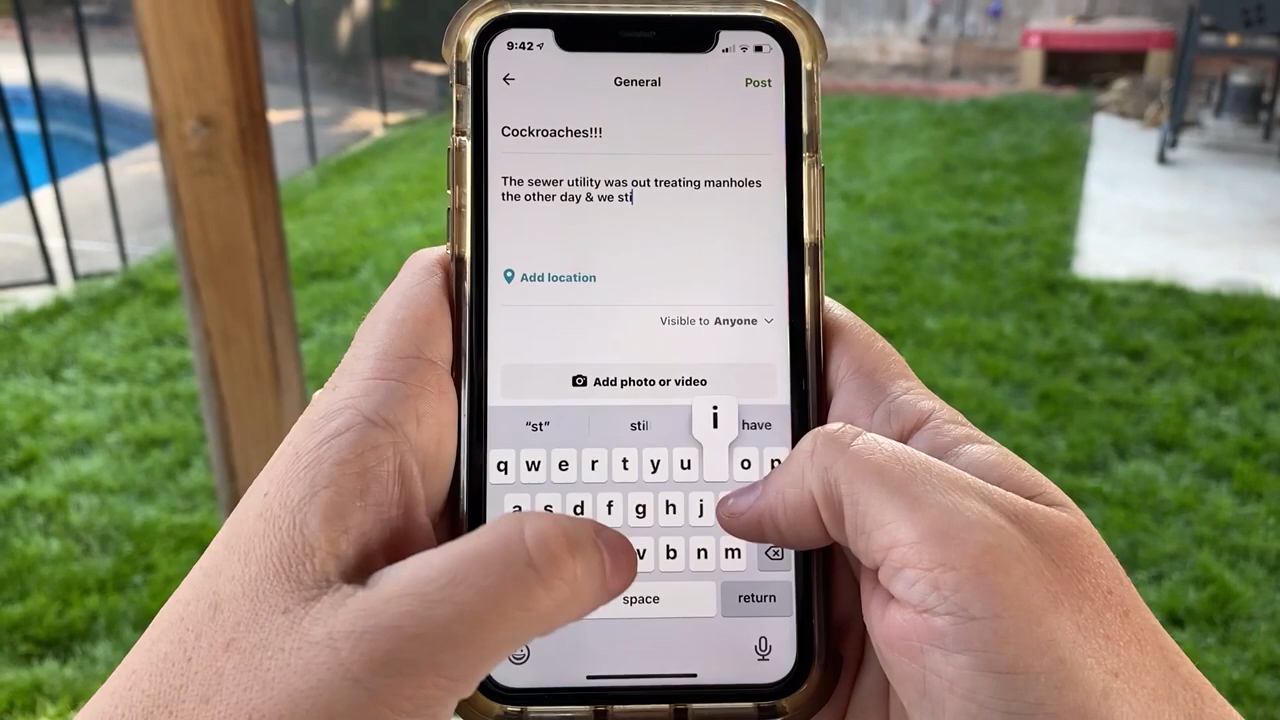 9:42
General
Post
Cockroaches!!!
The sewer utility was out treating manholes
the other day & we sti
Add location
Visible to Anyone
Add photo or video
"st"
still
i
have
q w e r t y u o p
a s d f g h j
v b n m
space
return